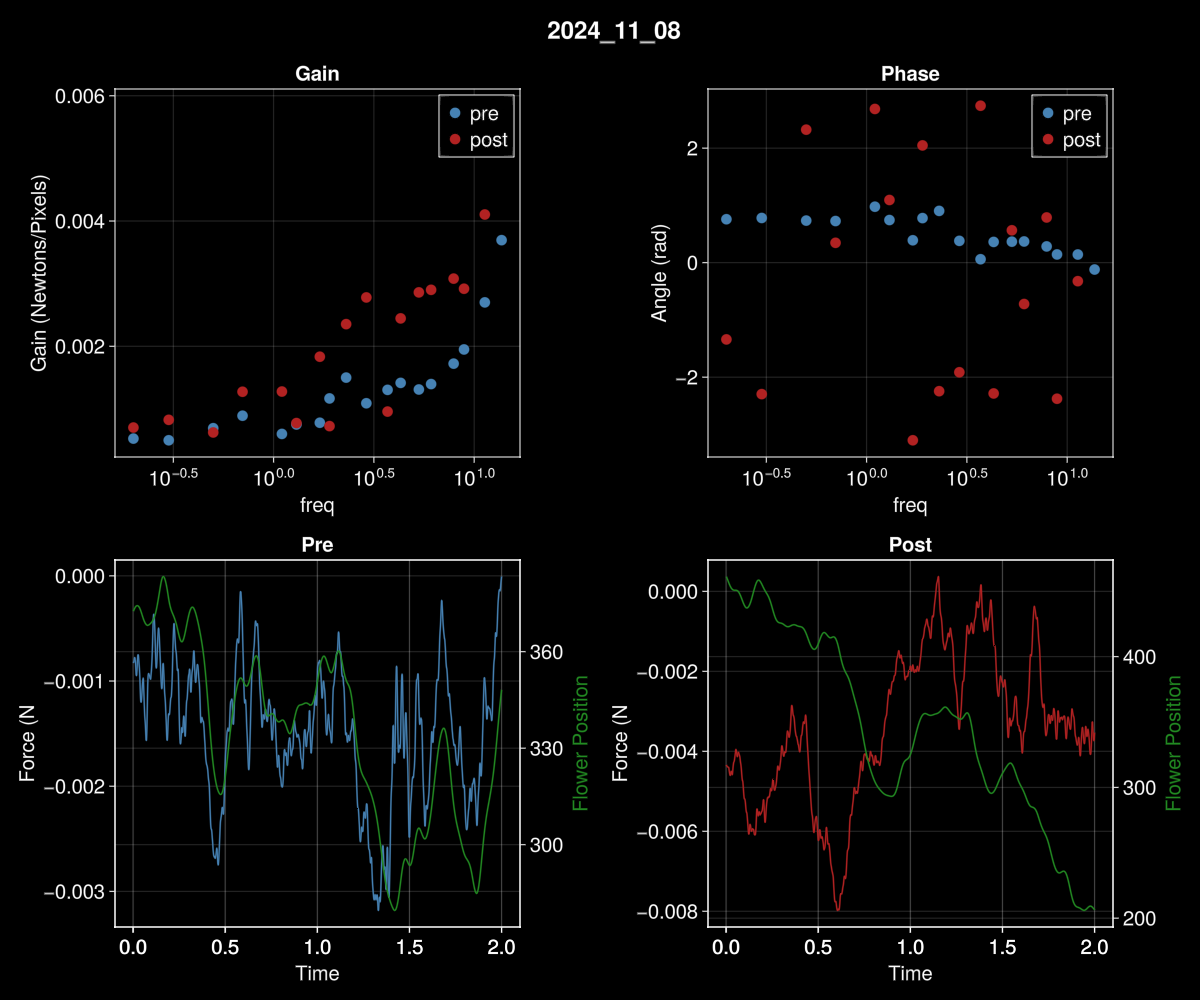 2024_11_08
Gain
0.006
0.004
0.002
Gain (Newtons/Pixels)
pre
post
10^−0.5 10^0.0 10^0.5 10^1.0
freq
Phase
2
0
−2
Angle (rad)
pre
post
10^−0.5 10^0.0 10^0.5 10^1.0
freq
Pre
0.000
−0.001
−0.002
−0.003
Force (N
360
330
300
Flower Position
0.0 0.5 1.0 1.5 2.0
Time
Post
0.000
−0.002
−0.004
−0.006
−0.008
Force (N
400
300
200
Flower Position
0.0 0.5 1.0 1.5 2.0
Time